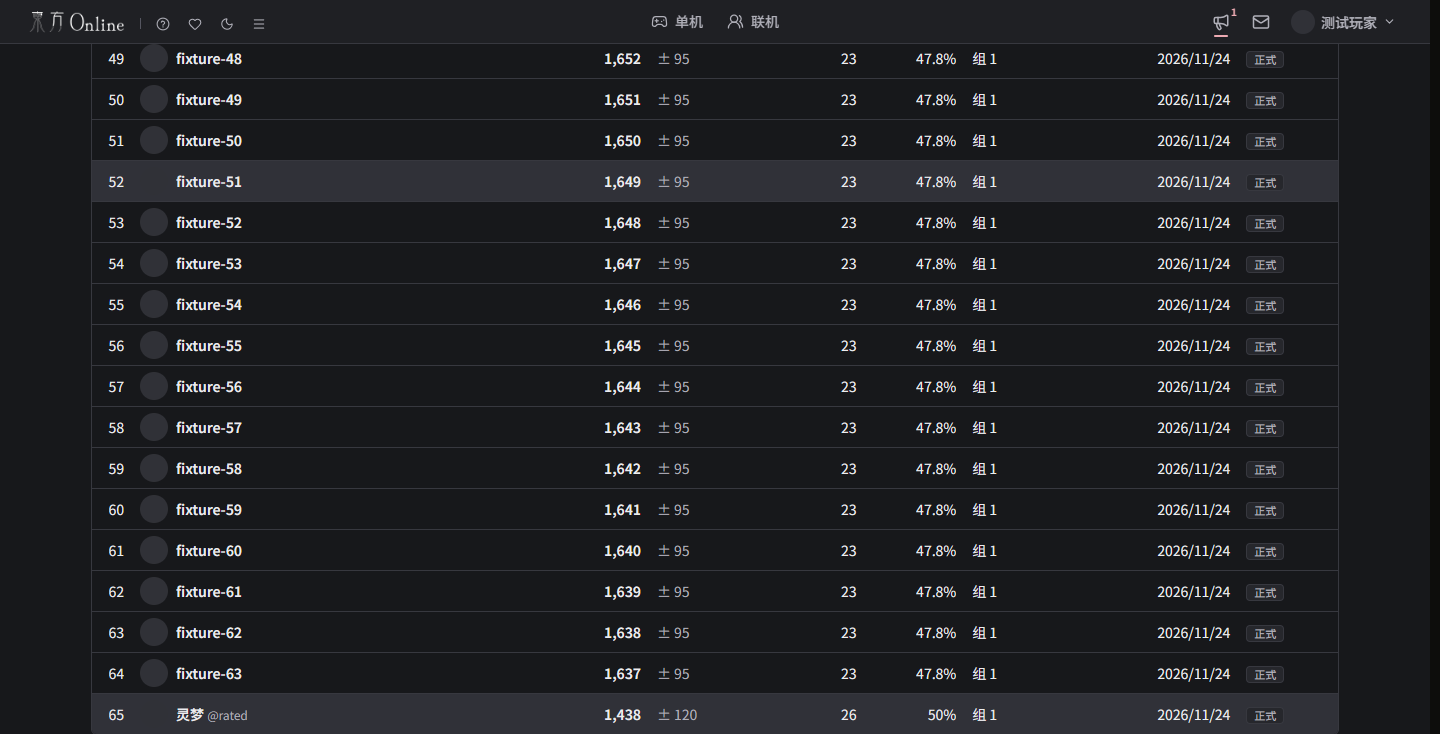 東方Online 单机 联机 1 测试玩家
49 fixture-48 1,652 ± 95 23 47.8% 组 1 2026/11/24 正式
50 fixture-49 1,651 ± 95 23 47.8% 组 1 2026/11/24 正式
51 fixture-50 1,650 ± 95 23 47.8% 组 1 2026/11/24 正式
52 fixture-51 1,649 ± 95 23 47.8% 组 1 2026/11/24 正式
53 fixture-52 1,648 ± 95 23 47.8% 组 1 2026/11/24 正式
54 fixture-53 1,647 ± 95 23 47.8% 组 1 2026/11/24 正式
55 fixture-54 1,646 ± 95 23 47.8% 组 1 2026/11/24 正式
56 fixture-55 1,645 ± 95 23 47.8% 组 1 2026/11/24 正式
57 fixture-56 1,644 ± 95 23 47.8% 组 1 2026/11/24 正式
58 fixture-57 1,643 ± 95 23 47.8% 组 1 2026/11/24 正式
59 fixture-58 1,642 ± 95 23 47.8% 组 1 2026/11/24 正式
60 fixture-59 1,641 ± 95 23 47.8% 组 1 2026/11/24 正式
61 fixture-60 1,640 ± 95 23 47.8% 组 1 2026/11/24 正式
62 fixture-61 1,639 ± 95 23 47.8% 组 1 2026/11/24 正式
63 fixture-62 1,638 ± 95 23 47.8% 组 1 2026/11/24 正式
64 fixture-63 1,637 ± 95 23 47.8% 组 1 2026/11/24 正式
65 灵梦 @rated 1,438 ± 120 26 50% 组 1 2026/11/24 正式